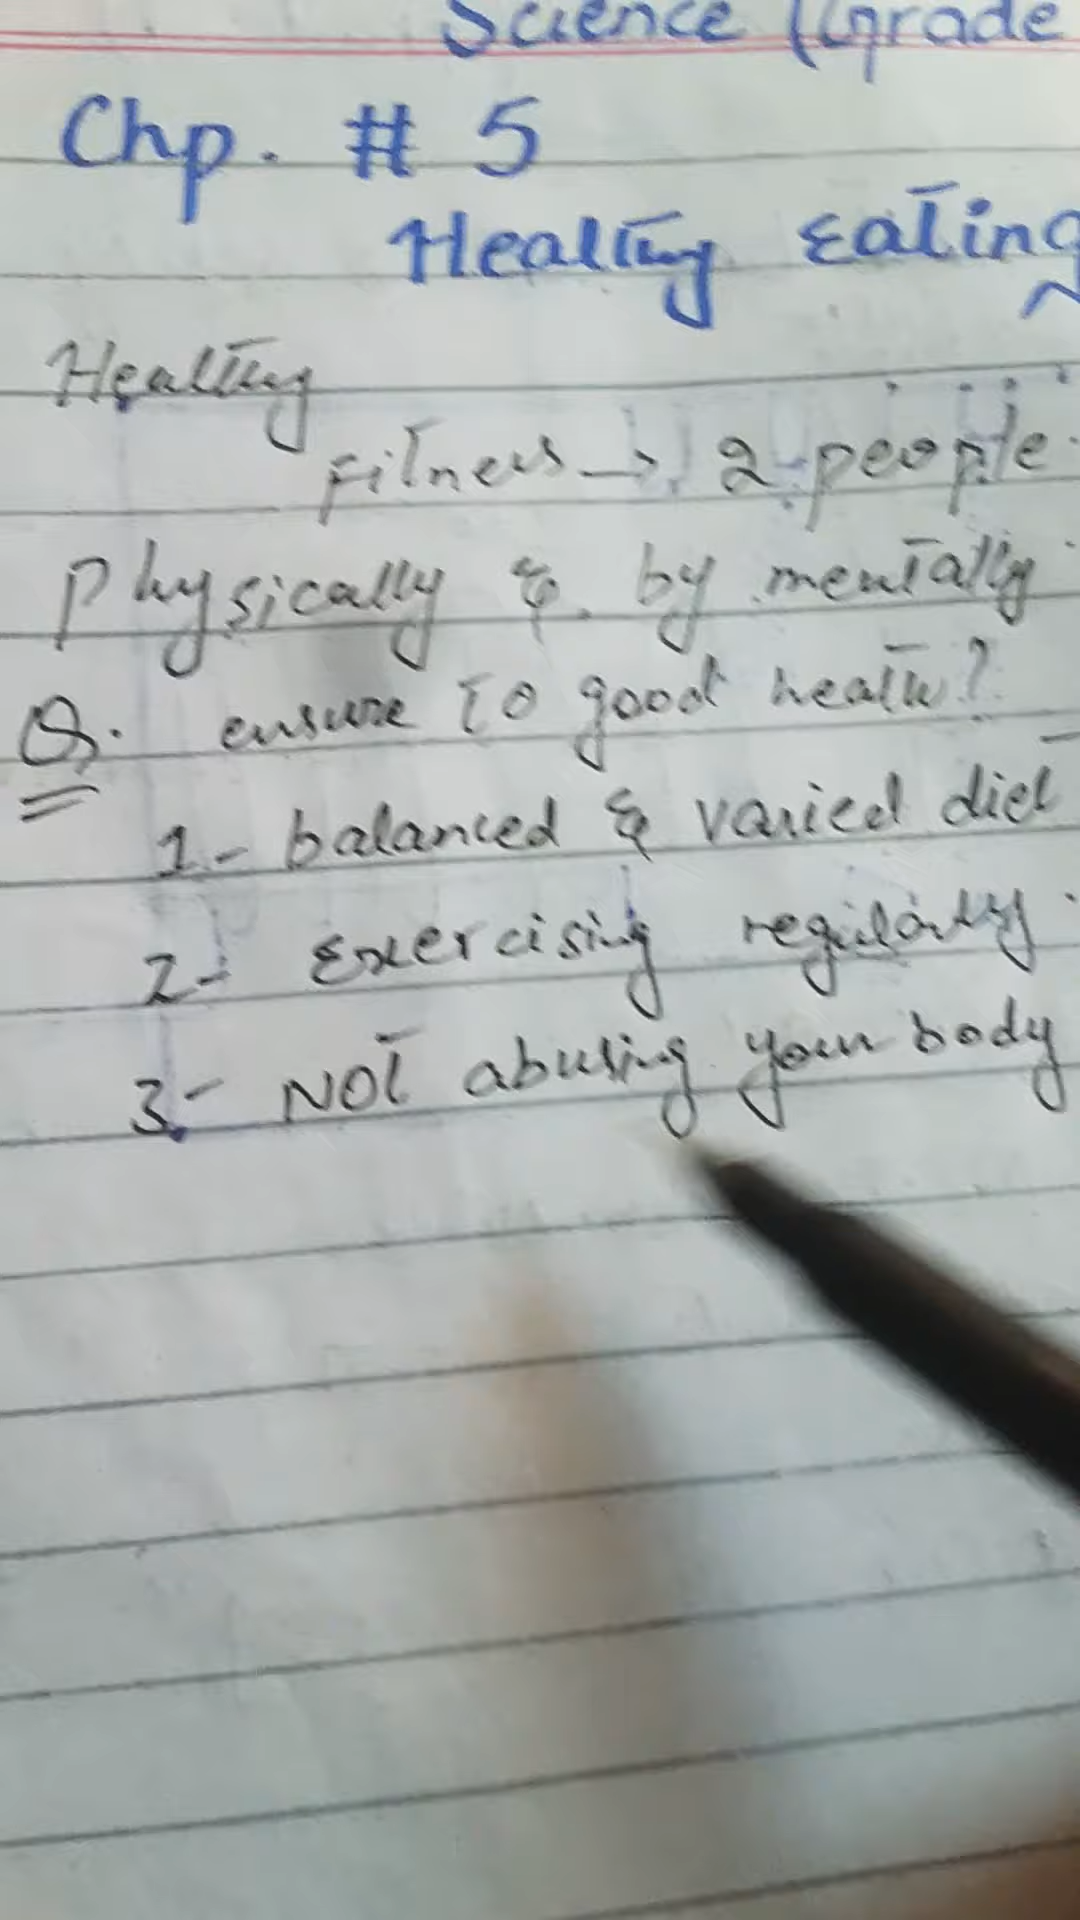 Science (Grade
Chp. # 5
Healthy Eating
Healthy
Fitness → 2 people
Physically & by mentally
Q. ensure to good health?
1- balanced & varied diet
2- Exercising regularly
3- Not abusing your body